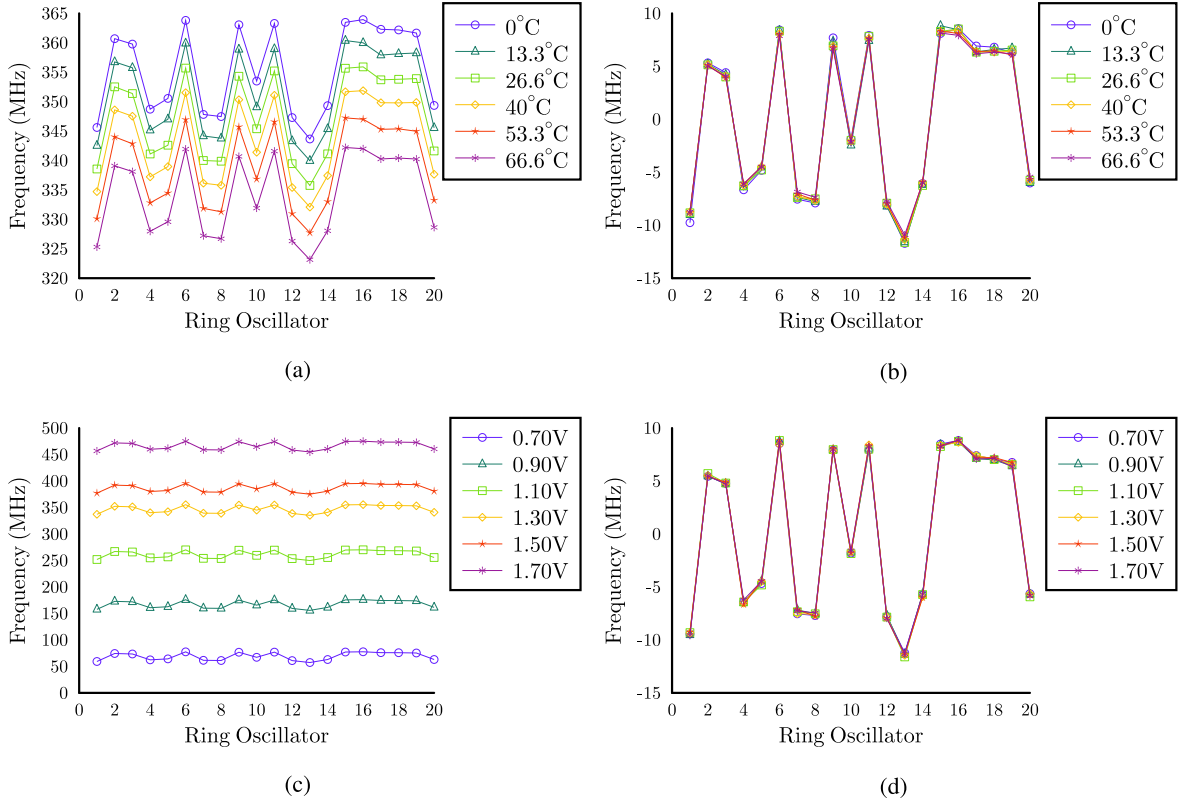 365
360
355
350
345
340
335
330
325
320
0 2 4 6 8 10 12 14 16 18 20
Frequency (MHz)
Ring Oscillator
0°C
13.3°C
26.6°C
40°C
53.3°C
66.6°C
(a)
10
5
0
-5
-10
-15
0 2 4 6 8 10 12 14 16 18 20
Frequency (MHz)
Ring Oscillator
0°C
13.3°C
26.6°C
40°C
53.3°C
66.6°C
(b)
500
450
400
350
300
250
200
150
100
50
0
0 2 4 6 8 10 12 14 16 18 20
Frequency (MHz)
Ring Oscillator
0.70V
0.90V
1.10V
1.30V
1.50V
1.70V
(c)
10
5
0
-5
-10
-15
0 2 4 6 8 10 12 14 16 18 20
Frequency (MHz)
Ring Oscillator
0.70V
0.90V
1.10V
1.30V
1.50V
1.70V
(d)